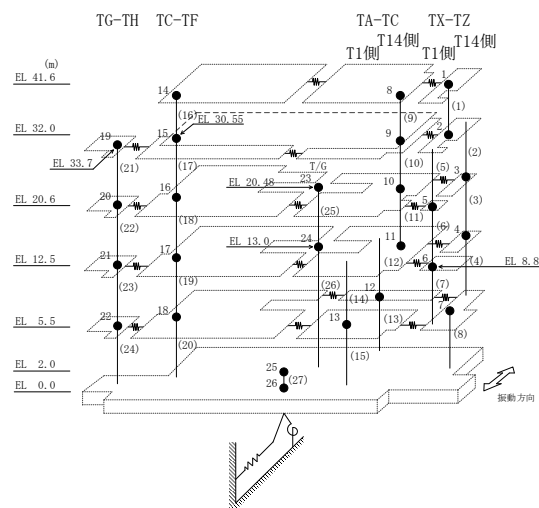 TG-TH TC-TF TA-TC TX-TZ
T1側 T14側 T1側 T14側
(m)
EL 41.6
14 8 1
(16) (9) (1)
EL 30.55
EL 32.0
19 15 9 2
(10) (2)
EL 33.7
(21) (17) T/G (5) 3
EL 20.48 23 10
EL 20.6
20 16 (3)
(22) (18) (25) (11) 5
(6) 4
EL 13.0 24 11
EL 12.5
21 17 (12) 6 (4) EL 8.8
(23) (19) (26) (14) 12 (7)
EL 5.5
22 18 13 (13) 7
(24) (20) (15) (8)
EL 2.0
25
EL 0.0
26 (27)
振動方向